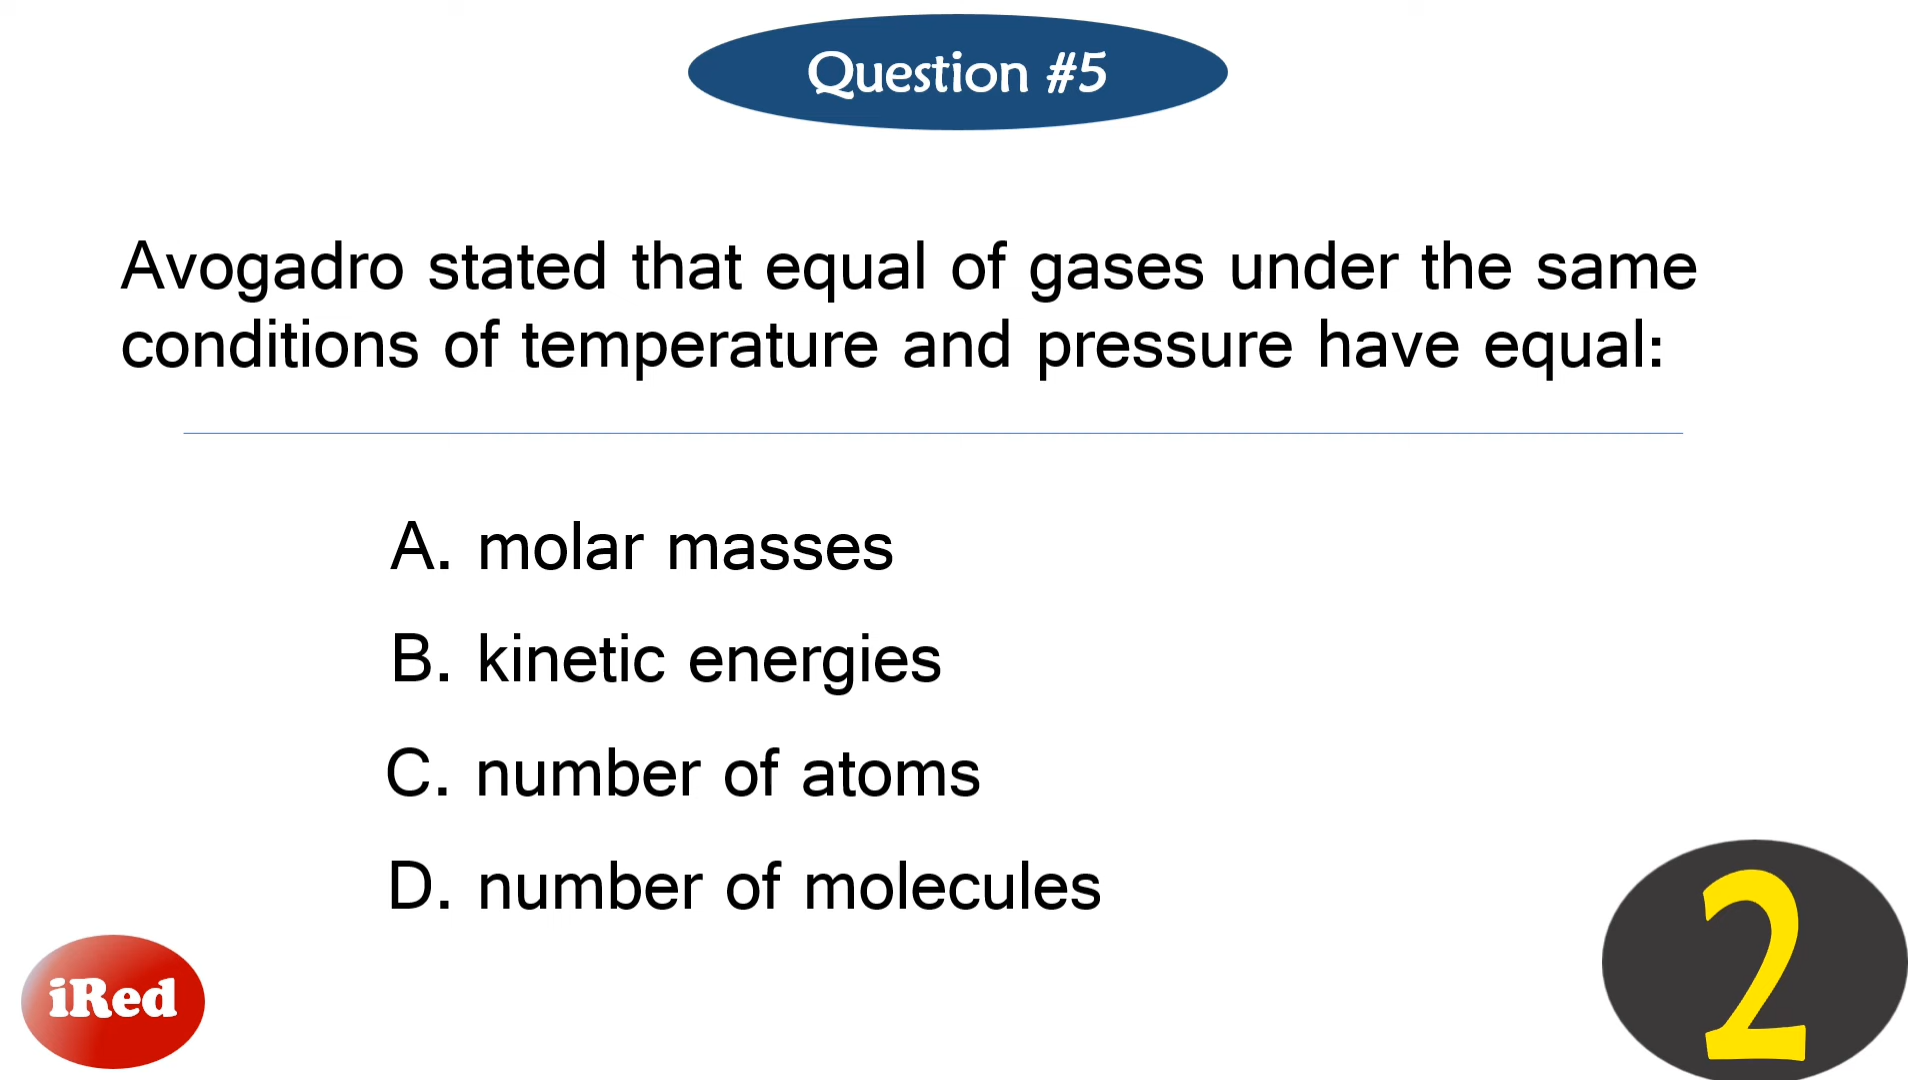 Question #5
Avogadro stated that equal of gases under the same
conditions of temperature and pressure have equal:
A. molar masses
B. kinetic energies
C. number of atoms
D. number of molecules
iRed
2